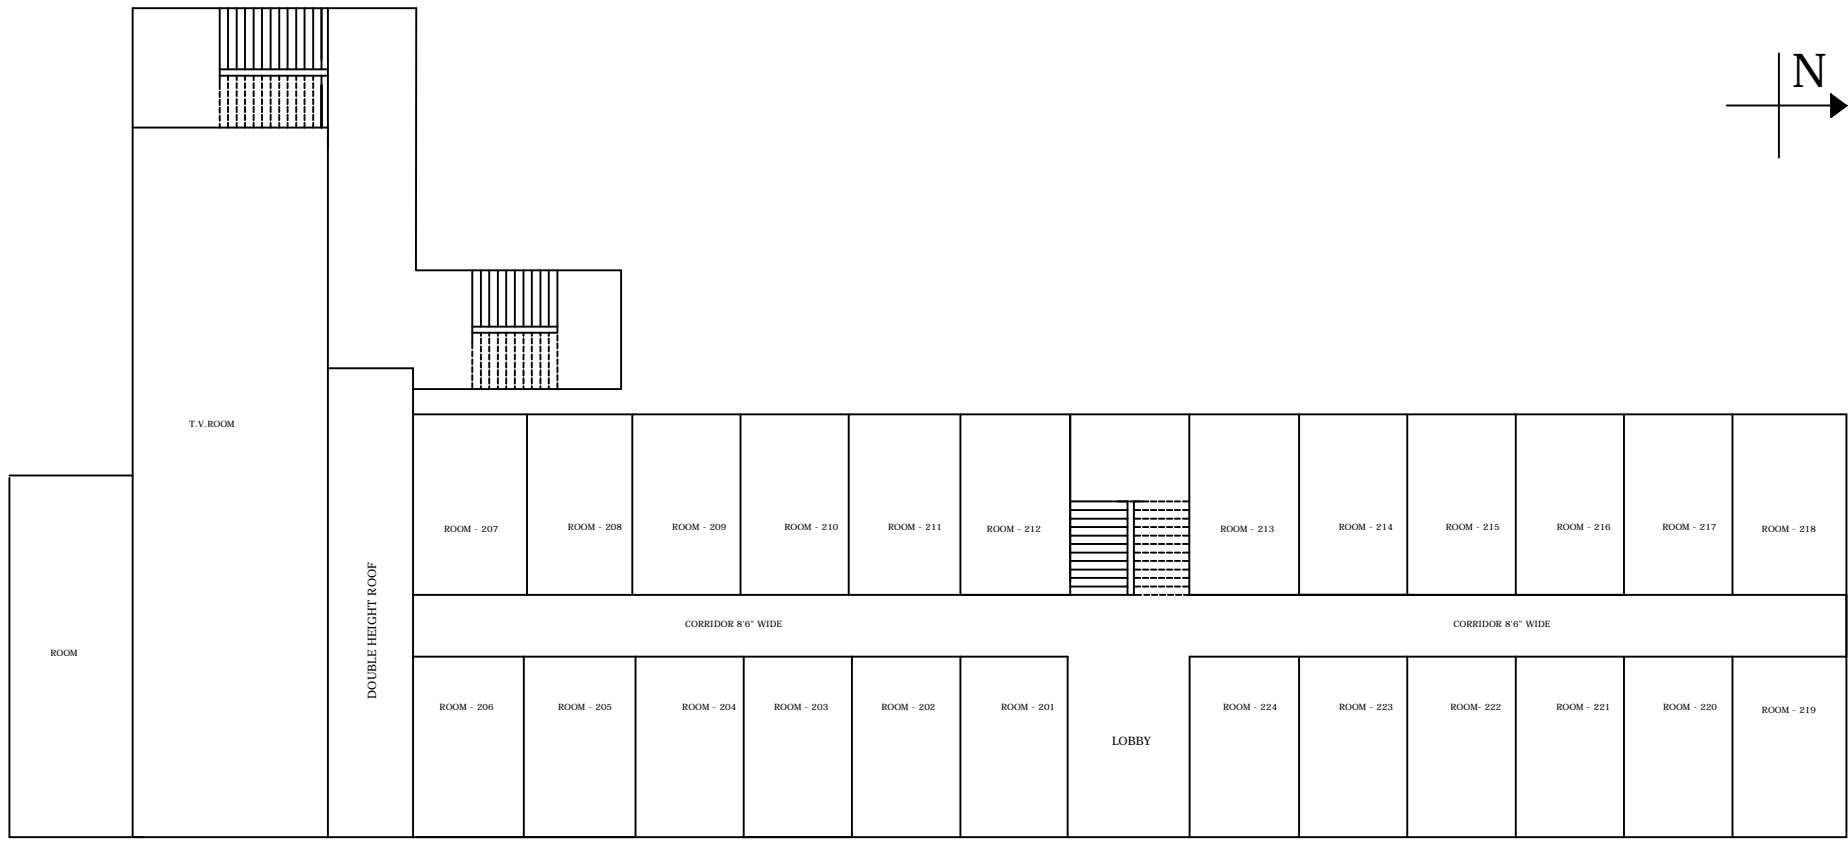 N
T.V.ROOM
ROOM - 207
ROOM - 208
ROOM - 209
ROOM - 210
ROOM - 211
ROOM - 212
ROOM - 213
ROOM - 214
ROOM - 215
ROOM - 216
ROOM - 217
ROOM - 218
DOUBLE HEIGHT ROOF
CORRIDOR 8'6" WIDE
CORRIDOR 8'6" WIDE
ROOM
ROOM - 206
ROOM - 205
ROOM - 204
ROOM - 203
ROOM - 202
ROOM - 201
LOBBY
ROOM - 224
ROOM - 223
ROOM- 222
ROOM - 221
ROOM - 220
ROOM - 219